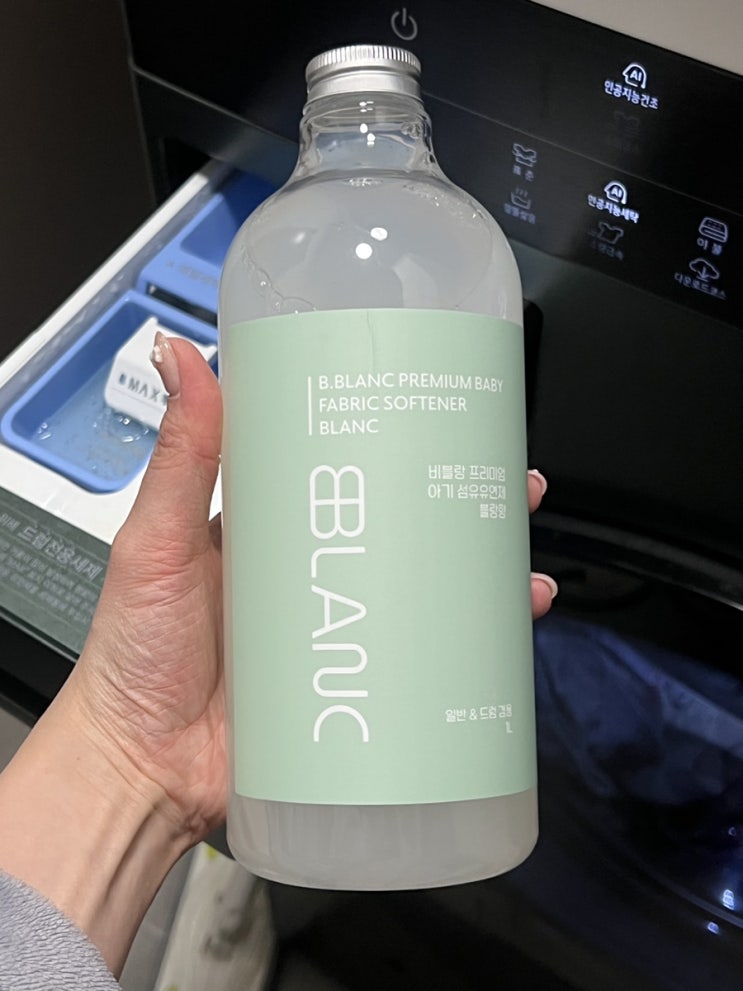 AI
인공지능건조
표준
AI
인공지능세탁
이불
다운로드코스
MAX
드럼전용세제
B.BLANC PREMIUM BABY
FABRIC SOFTENER
BLANC
비블랑 프리미엄
아기 섬유유연제
블랑향
BBLANC
일반 & 드럼 겸용
1L